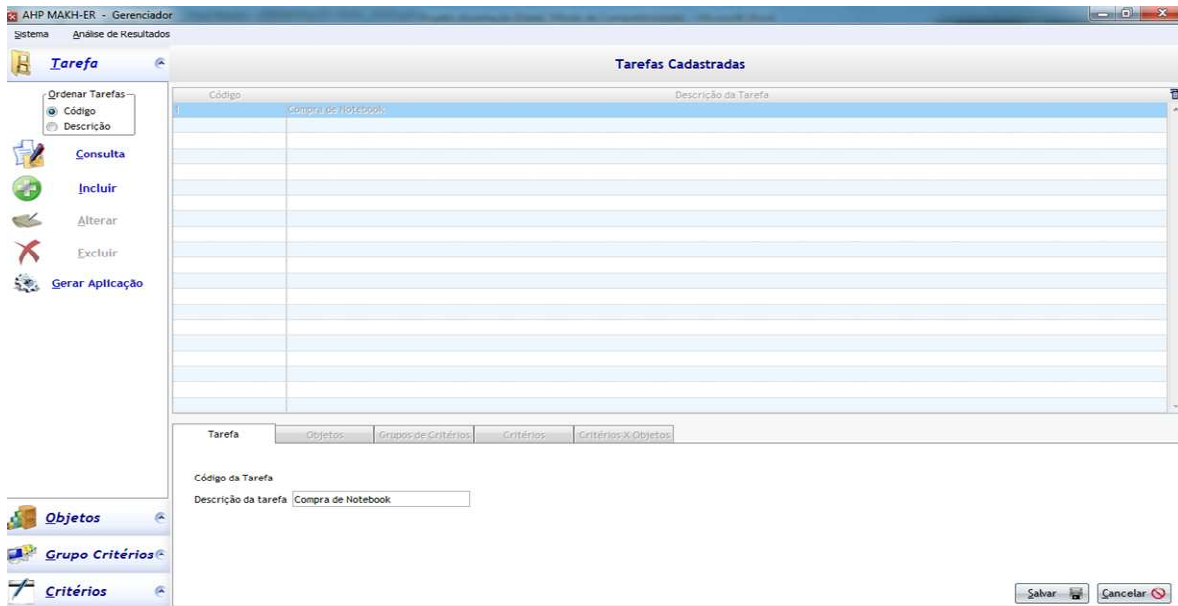 AHP MAKH-ER - Gerenciador
Sistema Análise de Resultados
Tarefa
Tarefas Cadastradas
Ordenar Tarefas
Código
Descrição
Consulta
Incluir
Alterar
Excluir
Gerar Aplicação
Código Descrição da Tarefa
1 Compra de Notebook
Tarefa Objetos Grupos de Critérios Critérios Critérios X Objetos
Código da Tarefa
Descrição da tarefa Compra de Notebook
Objetos
Grupo Critérios
Critérios
Salvar Cancelar